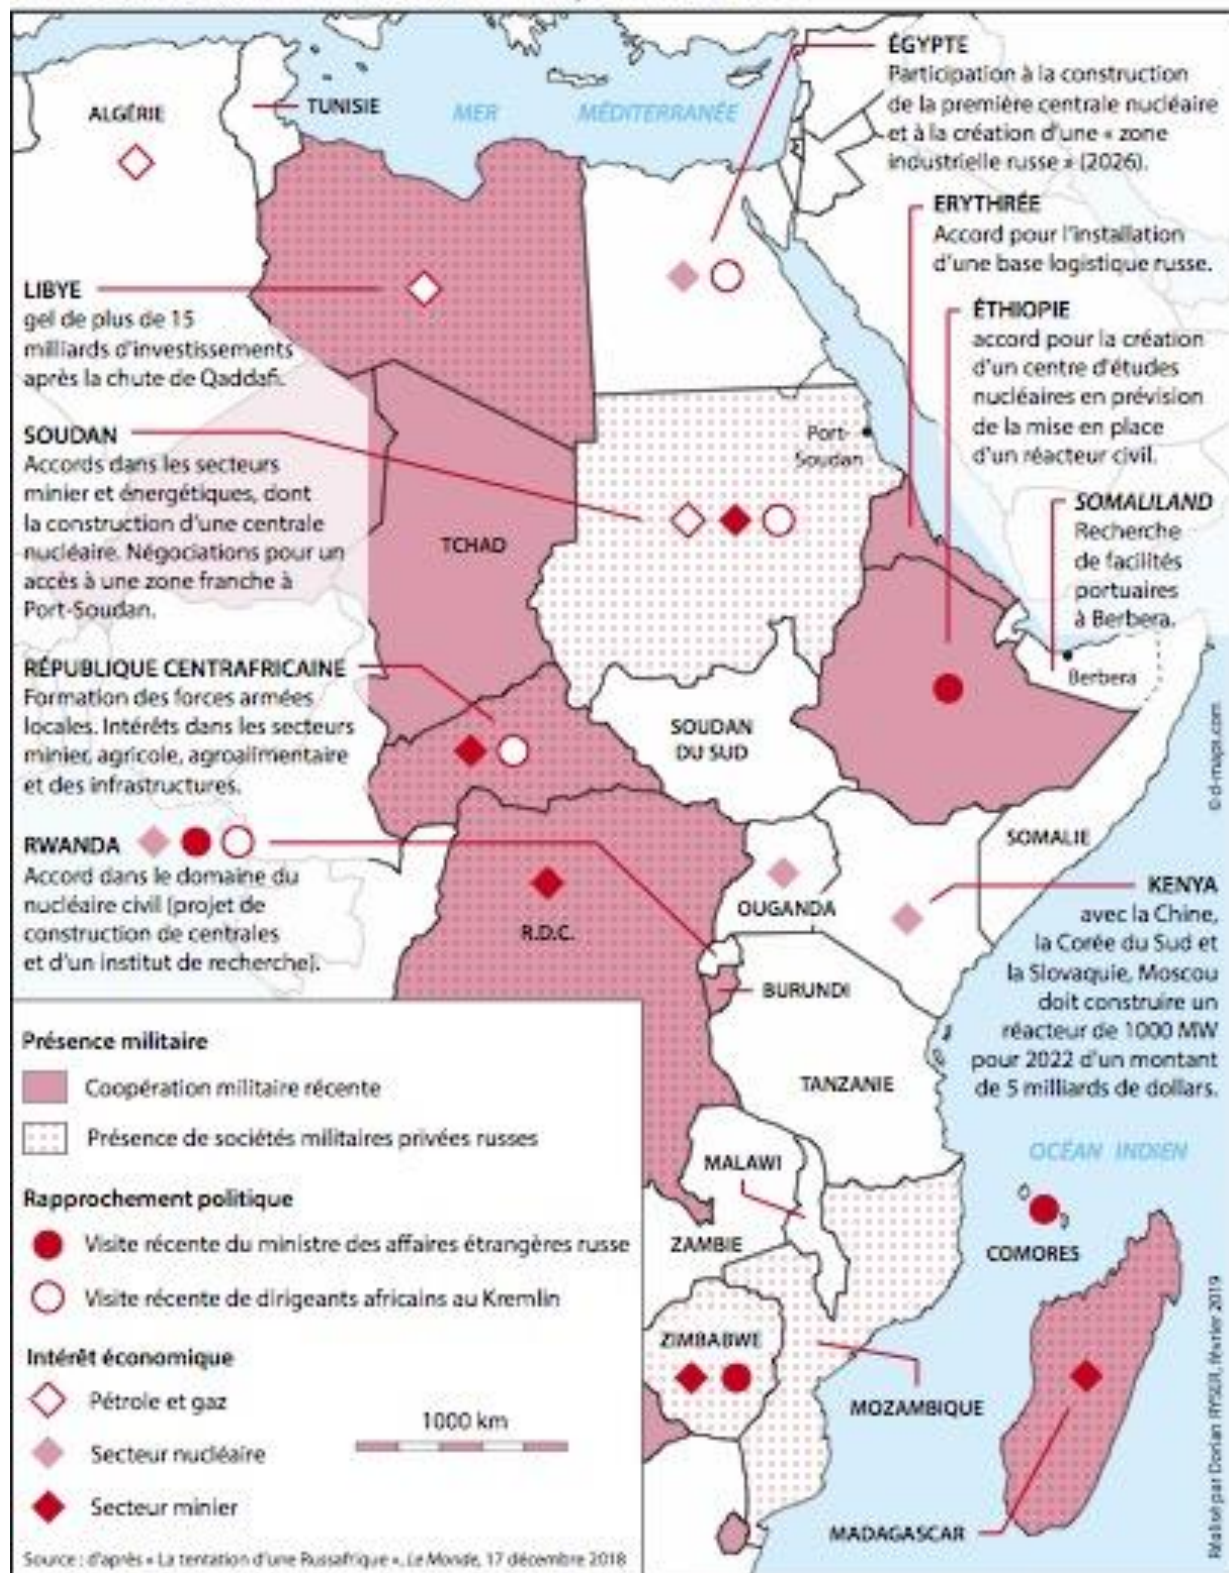 ALGÉRIE
TUNISIE
MER MÉDITERRANÉE
ÉGYPTE
Participation à la construction
de la première centrale nucléaire
et à la création d'une « zone
industrielle russe » (2026).
ERYTHRÉE
Accord pour l'installation
d'une base logistique russe.
LIBYE
gel de plus de 15
milliards d'investissements
après la chute de Qaddafi.
ÉTHIOPIE
accord pour la création
d'un centre d'études
nucléaires en prévision
de la mise en place
d'un réacteur civil.
SOUDAN
Accords dans les secteurs
minier et énergétiques, dont
la construction d'une centrale
nucléaire. Négociations pour un
accès à une zone franche à
Port-Soudan.
Port-
Soudan
TCHAD
SOMALILAND
Recherche
de facilités
portuaires
à Berbera.
Berbera
RÉPUBLIQUE CENTRAFRICAINE
Formation des forces armées
locales. Intérêts dans les secteurs
minier, agricole, agroalimentaire
et des infrastructures.
SOUDAN
DU SUD
© d-maps.com
RWANDA
Accord dans le domaine du
nucléaire civil (projet de
construction de centrales
et d'un institut de recherche).
SOMALIE
OUGANDA
R.D.C.
KENYA
avec la Chine,
la Corée du Sud et
la Slovaquie, Moscou
doit construire un
réacteur de 1000 MW
pour 2022 d'un montant
de 5 milliards de dollars.
BURUNDI
TANZANIE
Présence militaire
Coopération militaire récente
Présence de sociétés militaires privées russes
Rapprochement politique
Visite récente du ministre des affaires étrangères russe
Visite récente de dirigeants africains au Kremlin
Intérêt économique
Pétrole et gaz
Secteur nucléaire
Secteur minier
1000 km
Source : d'après « La tentation d'une Russafrique », Le Monde, 17 décembre 2018
MALAWI
OCÉAN INDIEN
ZAMBIE
COMORES
ZIMBABWE
MOZAMBIQUE
MADAGASCAR
Réalisé par Dorian RYSER, février 2019